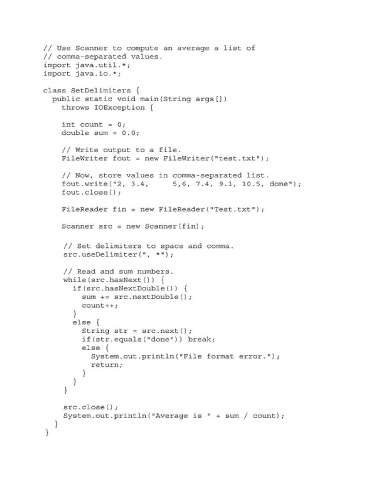 // Use Scanner to compute an average a list of
// comma-separated values.
import java.util.*;
import java.io.*;

class SetDelimiters {
  public static void main(String args[])
    throws IOException {

    int count = 0;
    double sum = 0.0;

    // Write output to a file.
    FileWriter fout = new FileWriter("test.txt");

    // Now, store values in comma-separated list.
    fout.write("2, 3.4,    5,6, 7.4, 9.1, 10.5, done");
    fout.close();

    FileReader fin = new FileReader("Test.txt");

    Scanner src = new Scanner(fin);

    // Set delimiters to space and comma.
    src.useDelimiter(", *");

    // Read and sum numbers.
    while(src.hasNext()) {
      if(src.hasNextDouble()) {
        sum += src.nextDouble();
        count++;
      }
      else {
        String str = src.next();
        if(str.equals("done")) break;
        else {
          System.out.println("File format error.");
          return;
        }
      }
    }

    src.close();
    System.out.println("Average is " + sum / count);
  }
}